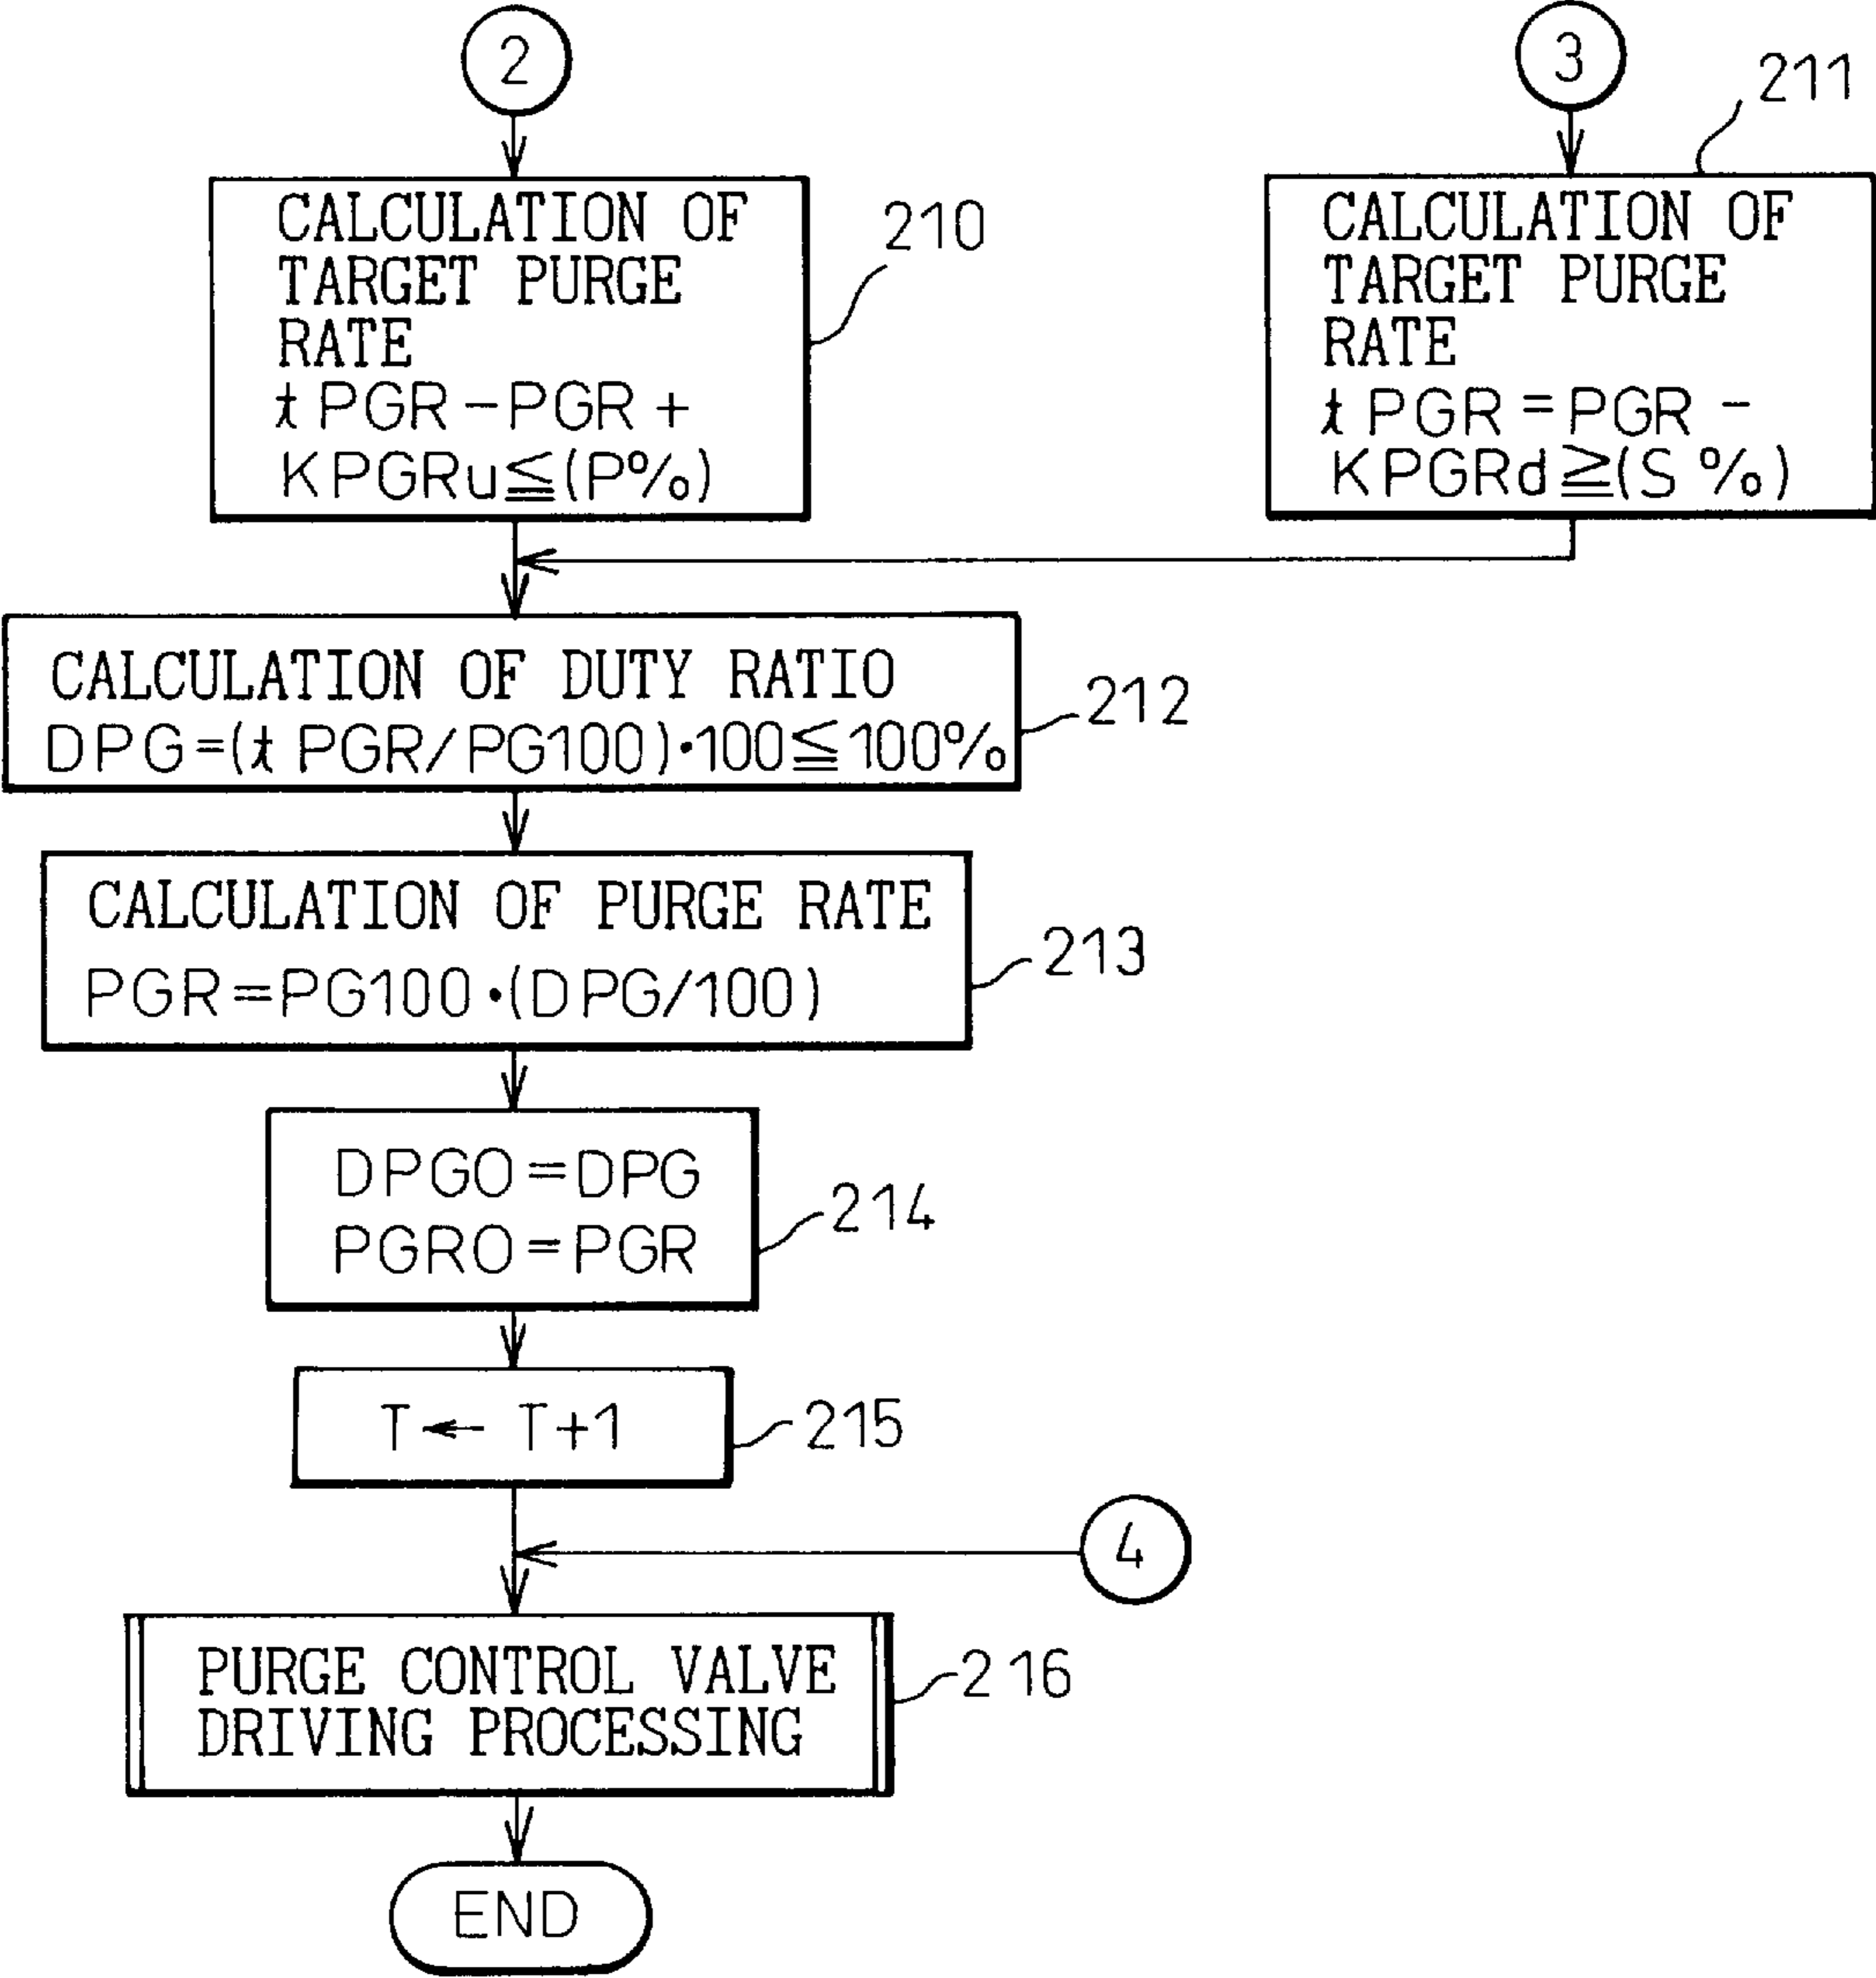 2
CALCULATION OF
TARGET PURGE
RATE
tPGR-PGR+
KPGRu≦(P%)
210
3
211
CALCULATION OF
TARGET PURGE
RATE
tPGR=PGR-
KPGRd≧(S%)
CALCULATION OF DUTY RATIO
DPG=(tPGR/PG100)·100≦100%
212
CALCULATION OF PURGE RATE
PGR=PG100·(DPG/100)
213
DPGO=DPG
PGRO=PGR
214
T← T+1
215
4
PURGE CONTROL VALVE
DRIVING PROCESSING
216
END